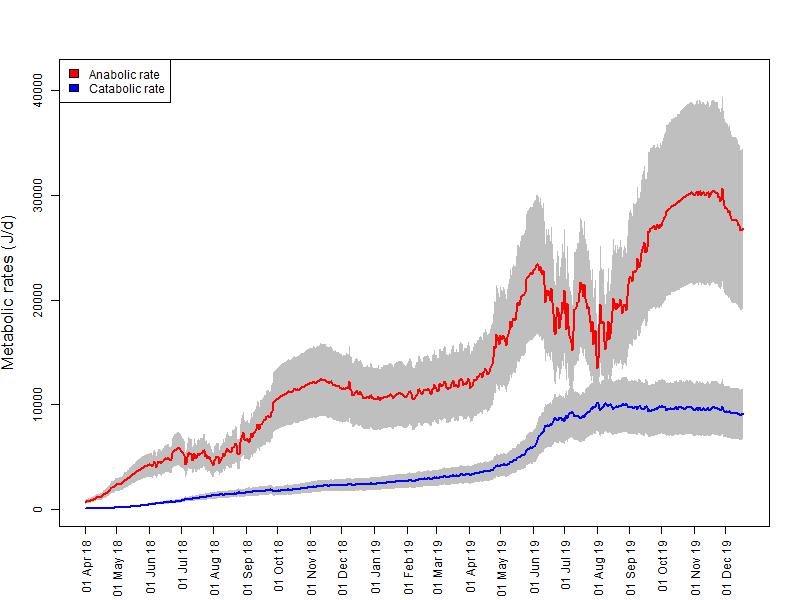 Anabolic rate
Catabolic rate
Metabolic rates (J/d)
40000
30000
20000
10000
0
01 Apr 18
01 May 18
01 Jun 18
01 Jul 18
01 Aug 18
01 Sep 18
01 Oct 18
01 Nov 18
01 Dec 18
01 Jan 19
01 Feb 19
01 Mar 19
01 Apr 19
01 May 19
01 Jun 19
01 Jul 19
01 Aug 19
01 Sep 19
01 Oct 19
01 Nov 19
01 Dec 19